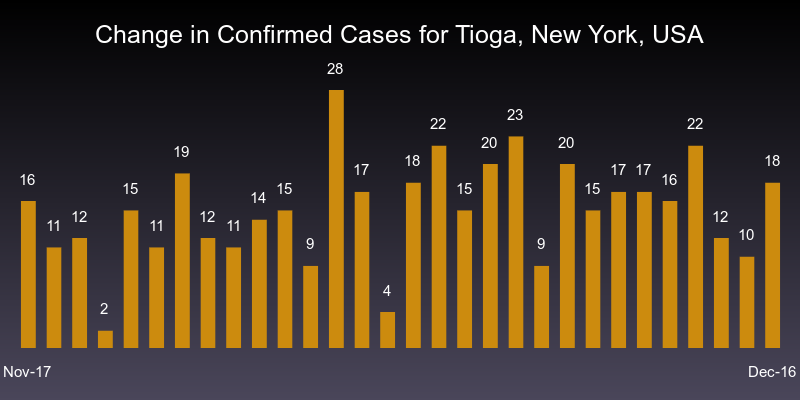 Change in Confirmed Cases for Tioga, New York, USA
16 11 12 2 15 11 19 12 11 14 15 9 28 17 4 18 22 15 20 23 9 20 15 17 17 16 22 12 10 18
Nov-17 Dec-16